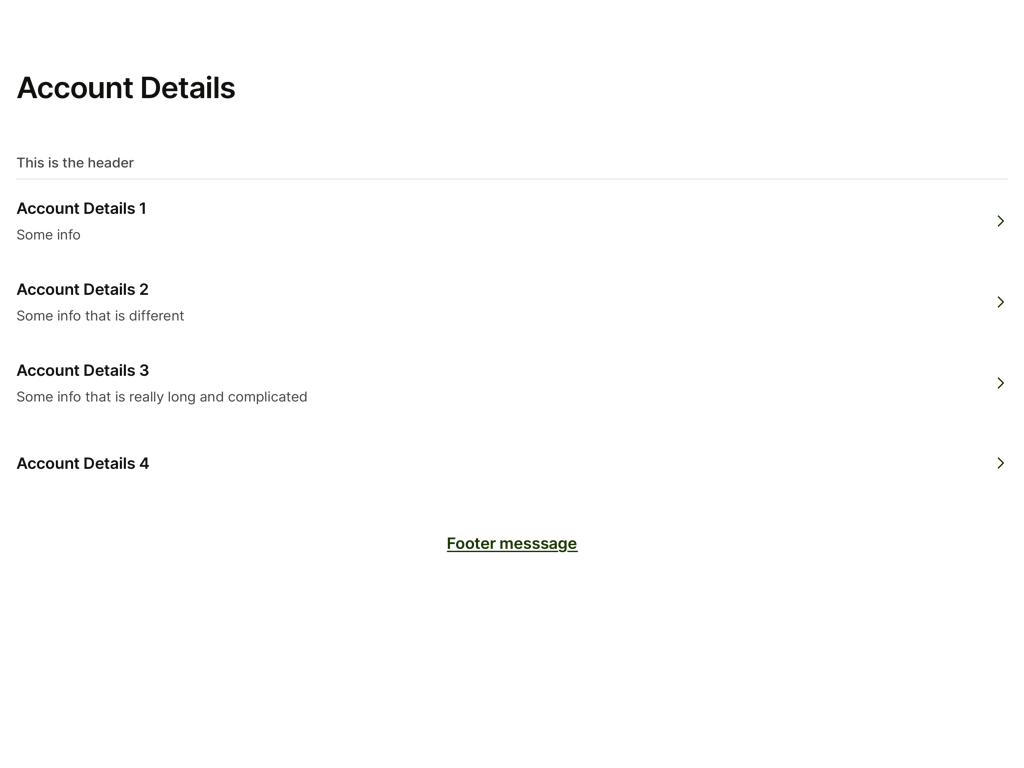 Account Details
This is the header
Account Details 1
Some info
Account Details 2
Some info that is different
Account Details 3
Some info that is really long and complicated
Account Details 4
Footer messsage